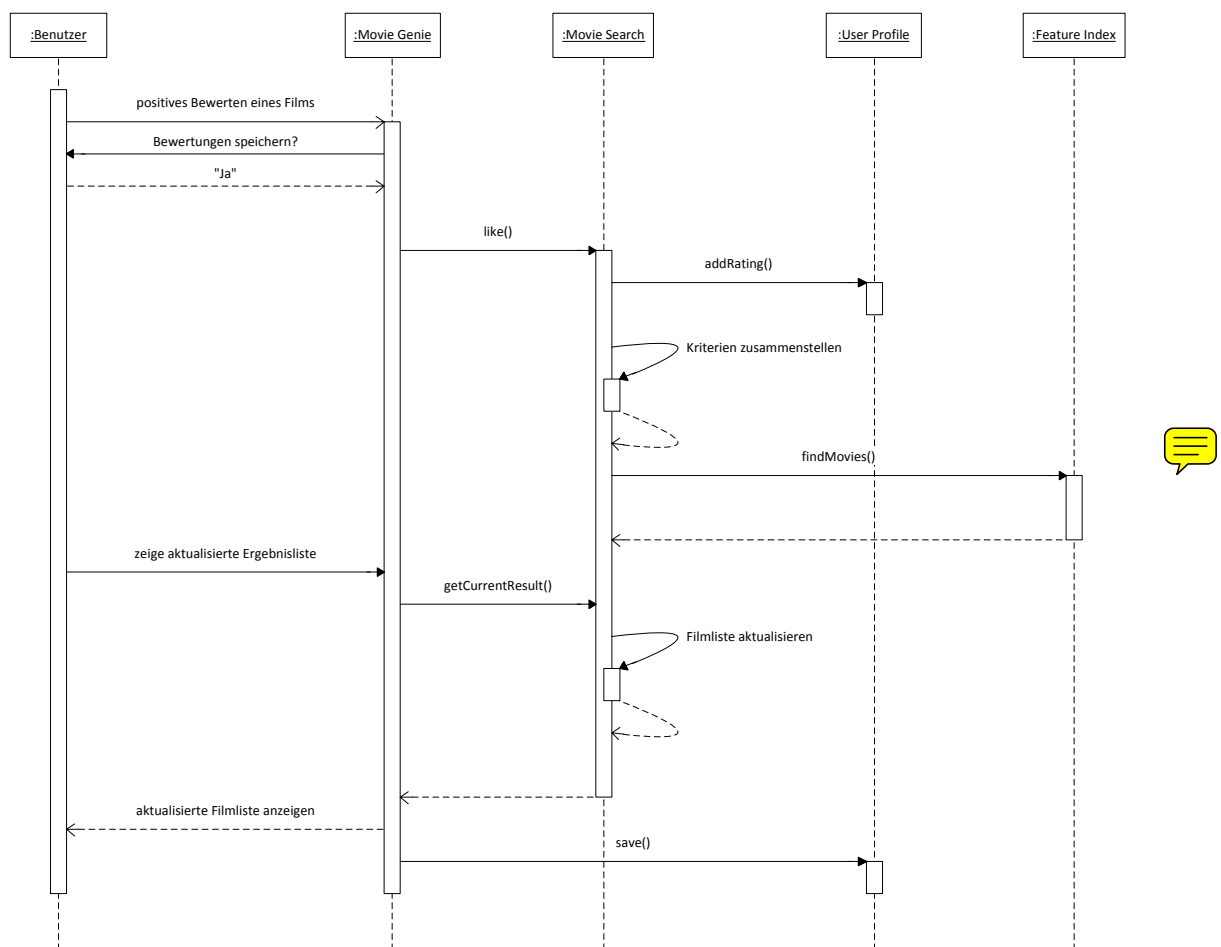 :Benutzer
:Movie Genie
:Movie Search
:User Profile
:Feature Index
positives Bewerten eines Films
Bewertungen speichern?
"Ja"
like()
addRating()
Kriterien zusammenstellen
findMovies()
zeige aktualisierte Ergebnisliste
getCurrentResult()
Filmliste aktualisieren
aktualisierte Filmliste anzeigen
save()